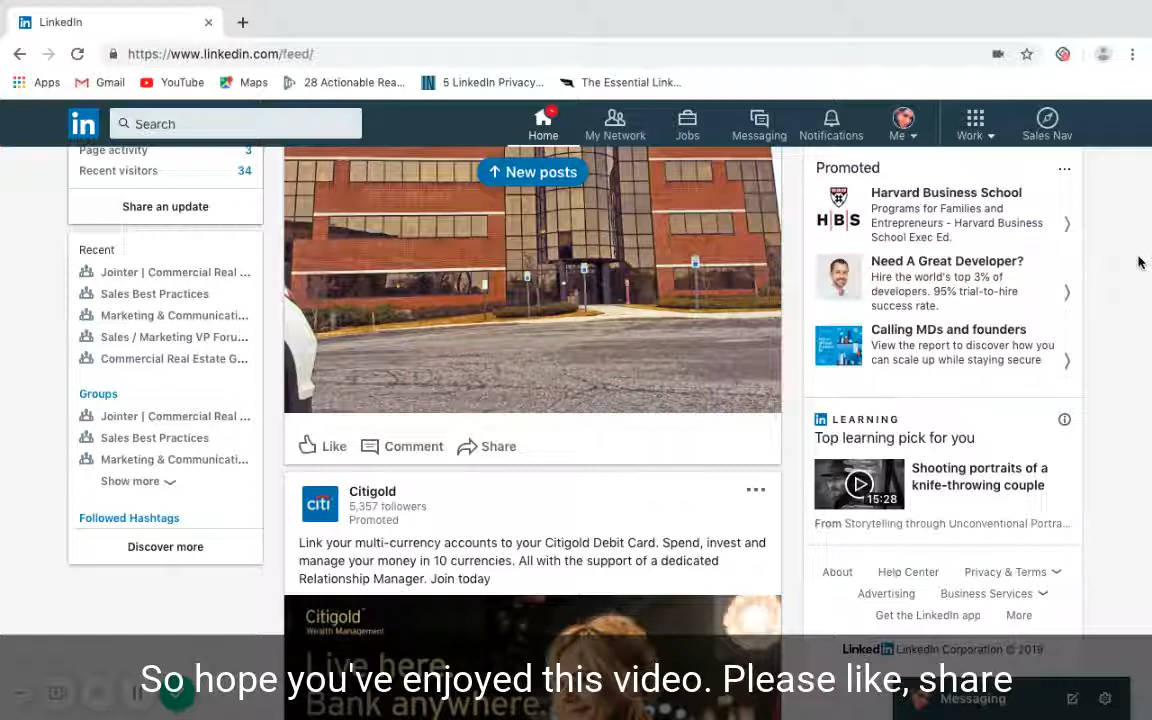 LinkedIn
https://www.linkedin.com/feed/
Apps
Gmail
YouTube
Maps
28 Actionable Rea...
5 LinkedIn Privacy...
The Essential Link...
in
Search
Home
My Network
Jobs
Messaging
Notifications
Me
Work
Sales Nav
Page activity 3
Recent visitors 34
Share an update
Recent
Jointer | Commercial Real ...
Sales Best Practices
Marketing & Communicati...
Sales / Marketing VP Foru...
Commercial Real Estate G...
Groups
Jointer | Commercial Real ...
Sales Best Practices
Marketing & Communicati...
Show more
Followed Hashtags
Discover more
New posts
Like
Comment
Share
citi
Citigold
5,357 followers
Promoted
Link your multi-currency accounts to your Citigold Debit Card. Spend, invest and
manage your money in 10 currencies. All with the support of a dedicated
Relationship Manager. Join today
Citigold
Wealth Management
Live here.
Bank anywhere.
Promoted
HBS
Harvard Business School
Programs for Families and
Entrepreneurs - Harvard Business
School Exec Ed.
Need A Great Developer?
Hire the world's top 3% of
developers. 95% trial-to-hire
success rate.
Calling MDs and founders
View the report to discover how you
can scale up while staying secure
in LEARNING
Top learning pick for you
15:28
Shooting portraits of a
knife-throwing couple
From Storytelling through Unconventional Portra...
About
Help Center
Privacy & Terms
Advertising
Business Services
Get the LinkedIn app
More
LinkedIn LinkedIn Corporation © 2019
Messaging
So hope you've enjoyed this video. Please like, share